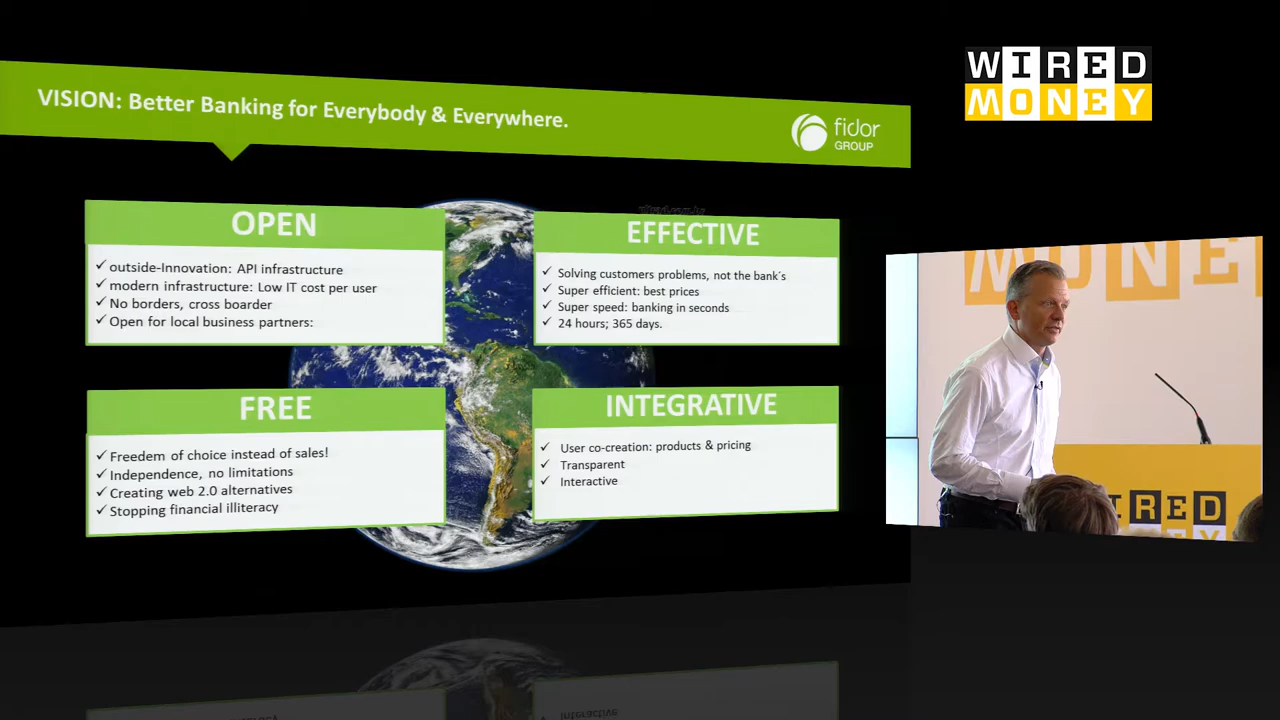 WIRED
MONEY
VISION: Better Banking for Everybody & Everywhere.
fidor
GROUP
OPEN
✓ outside-Innovation: API infrastructure
✓ modern infrastructure: Low IT cost per user
✓ No borders, cross boarder
✓ Open for local business partners:
EFFECTIVE
✓ Solving customers problems, not the bank´s
✓ Super efficient: best prices
✓ Super speed: banking in seconds
✓ 24 hours; 365 days.
FREE
✓ Freedom of choice instead of sales!
✓ Independence, no limitations
✓ Creating web 2.0 alternatives
✓ Stopping financial illiteracy
INTEGRATIVE
✓ User co-creation: products & pricing
✓ Transparent
✓ Interactive
MONEY
WIRED
MONEY